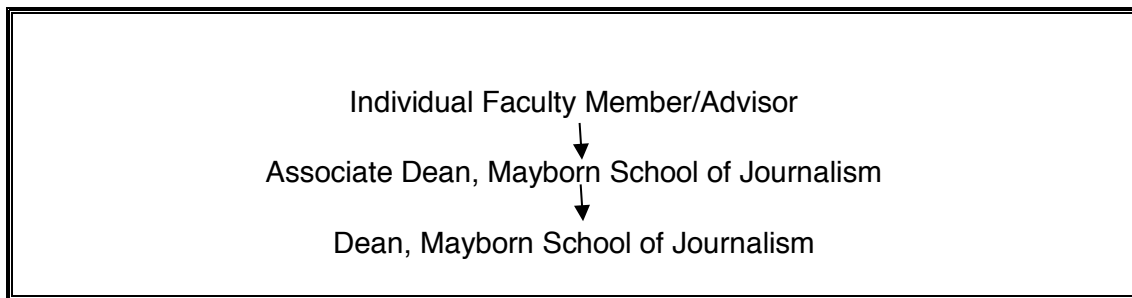 Individual Faculty Member/Advisor
Associate Dean, Mayborn School of Journalism
Dean, Mayborn School of Journalism